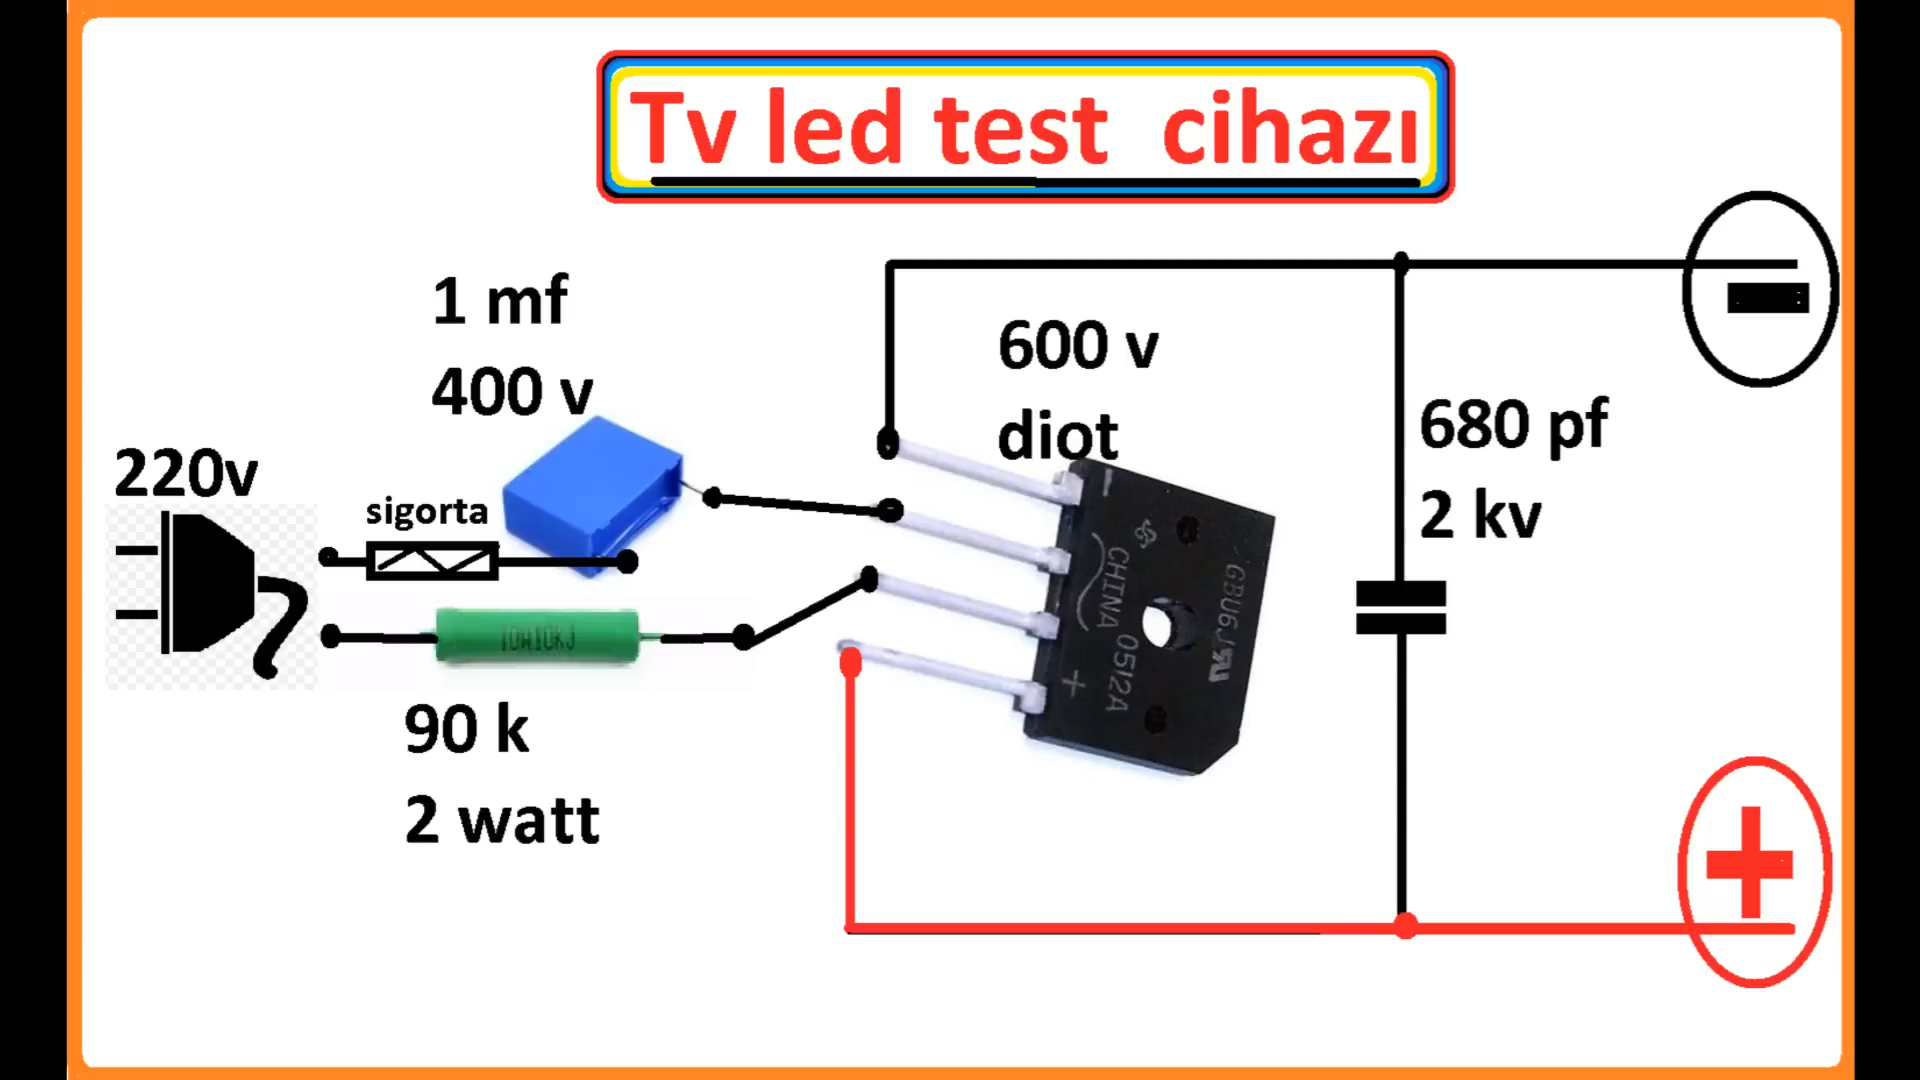 Tv led test cihazı
1 mf
400 v
600 v
diot
680 pf
2 kv
220v
sigorta
10W10KJ
90 k
2 watt
CHINA 0512A
GBU6J